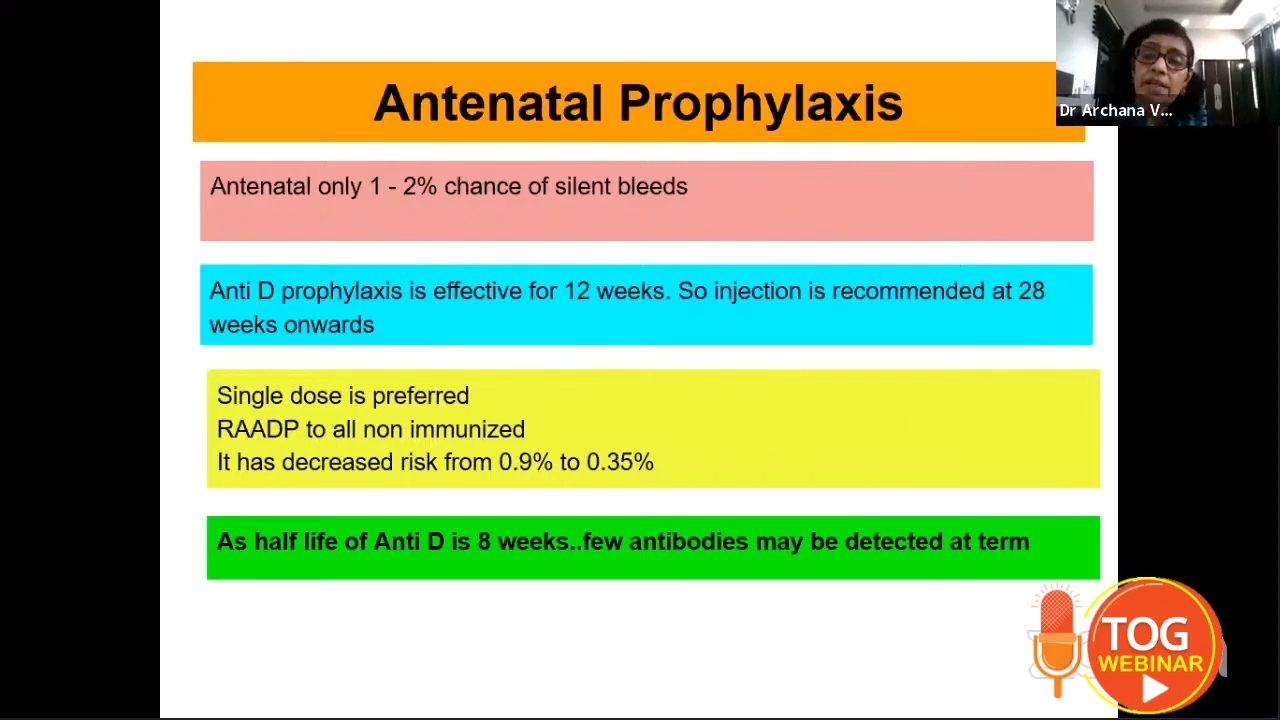 Antenatal Prophylaxis
Dr Archana V...
Antenatal only 1 - 2% chance of silent bleeds
Anti D prophylaxis is effective for 12 weeks. So injection is recommended at 28
weeks onwards
Single dose is preferred
RAADP to all non immunized
It has decreased risk from 0.9% to 0.35%
As half life of Anti D is 8 weeks..few antibodies may be detected at term
TOG
WEBINAR